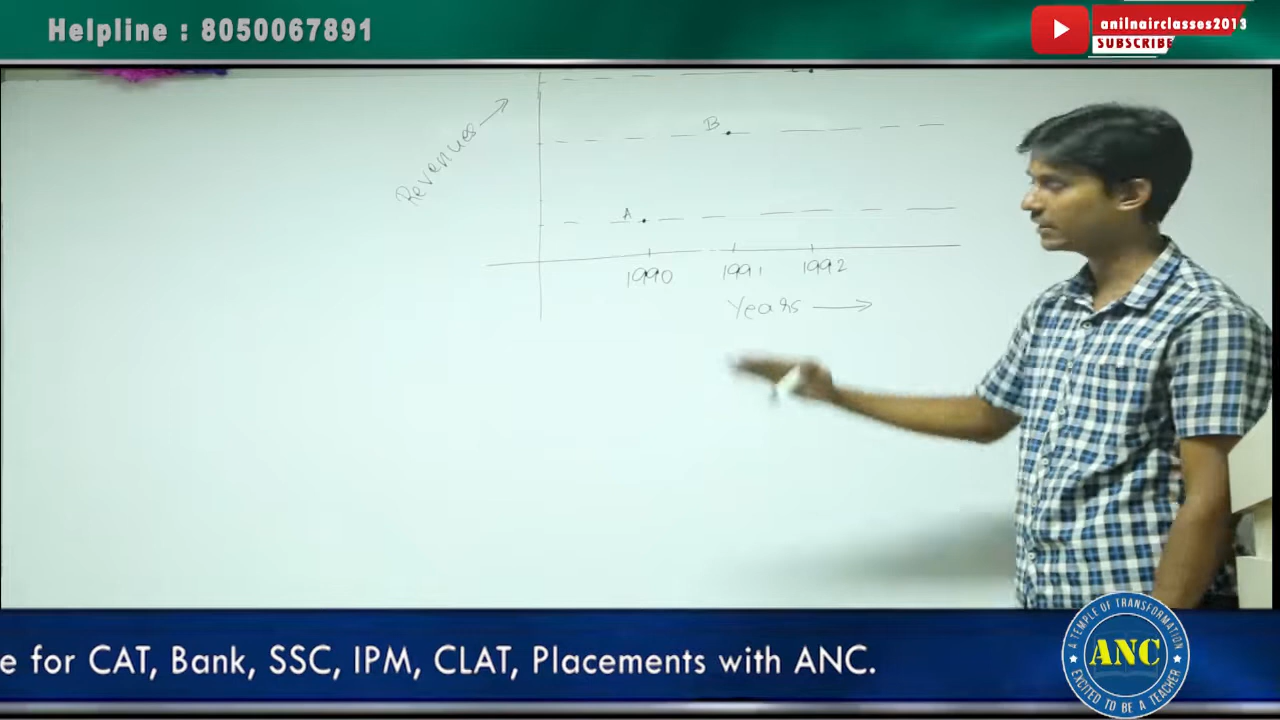 Helpline : 8050067891
anilnairclasses2013
SUBSCRIBE
Revenues
B
A
1990 1991 1992
Years
e for CAT, Bank, SSC, IPM, CLAT, Placements with ANC.
A TEMPLE OF TRANSFORMATION
ANC
EXCITED TO BE A TEACHER